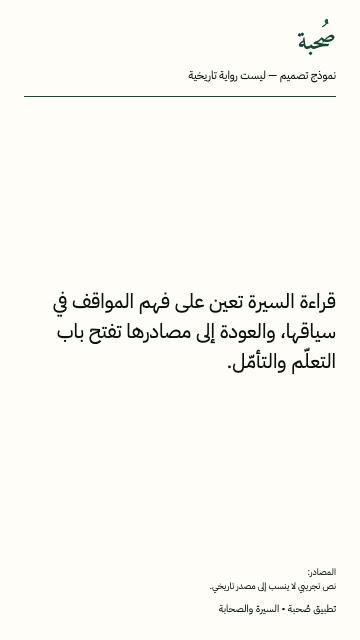 صُحبة
نموذج تصميم — ليست رواية تاريخية
قراءة السيرة تعين على فهم المواقف في
سياقها، والعودة إلى مصادرها تفتح باب
التعلّم والتأمّل.
المصادر:
نص تجريبي لا ينسب إلى مصدر تاريخي.
تطبيق صُحبة • السيرة والصحابة